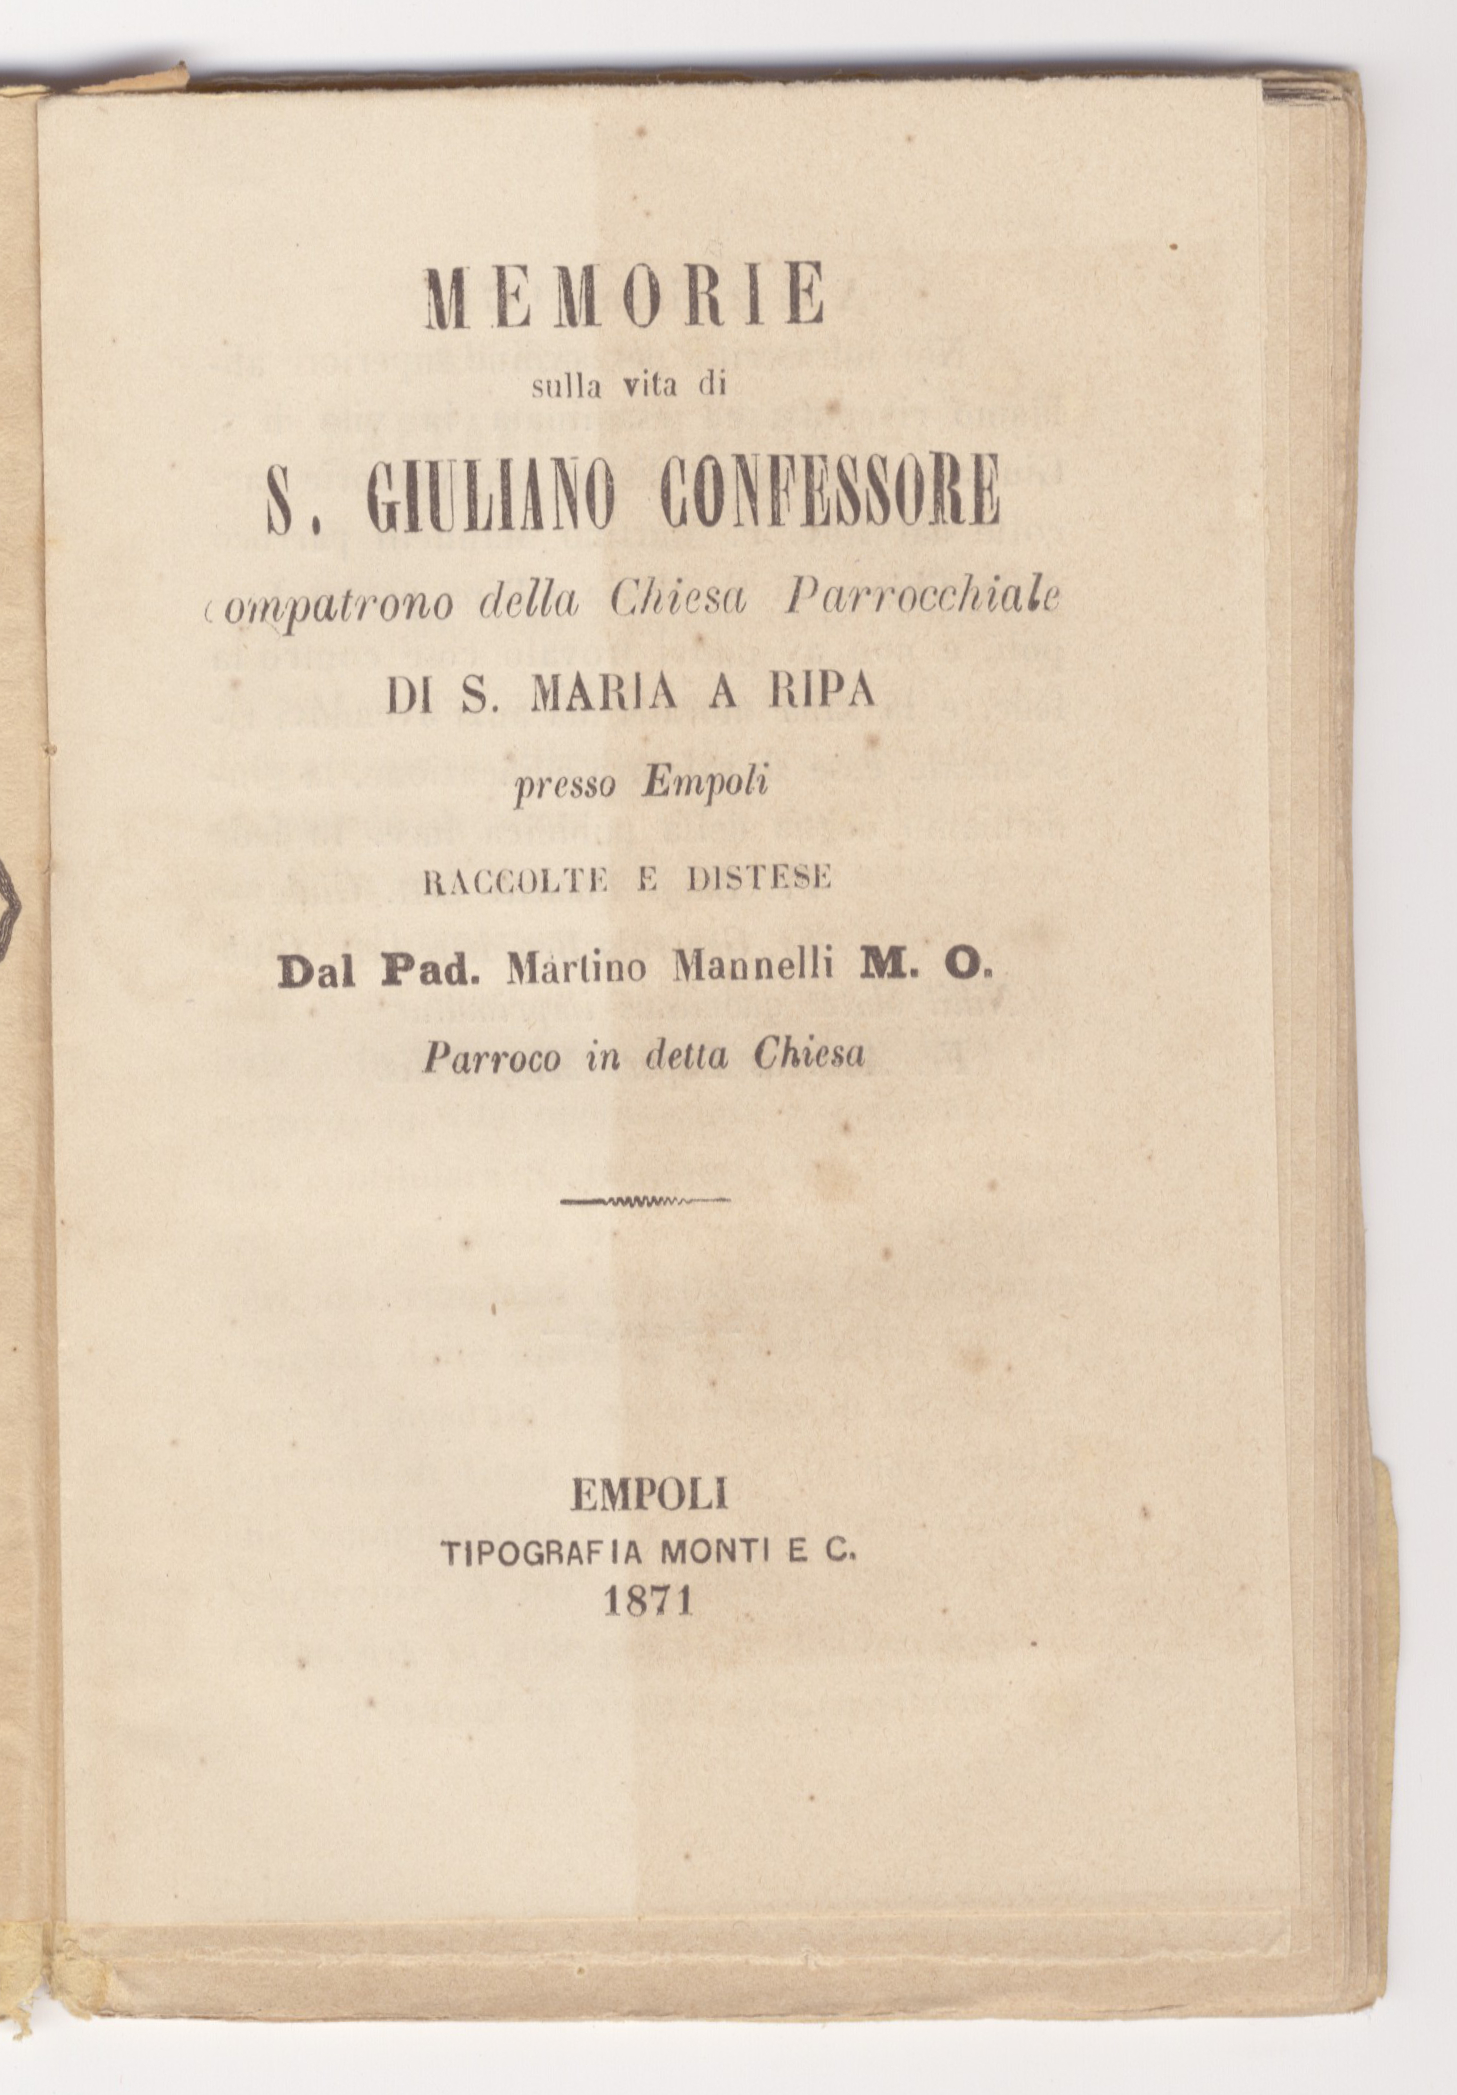 MEMORIE
sulla vita di
S. GIULIANO CONFESSORE
compatrono della Chiesa Parrocchiale
DI S. MARIA A RIPA
presso Empoli
RACCOLTE E DISTESE
Dal Pad. Martino Mannelli M. O.
Parroco in detta Chiesa
EMPOLI
TIPOGRAFIA MONTI E C.
1871